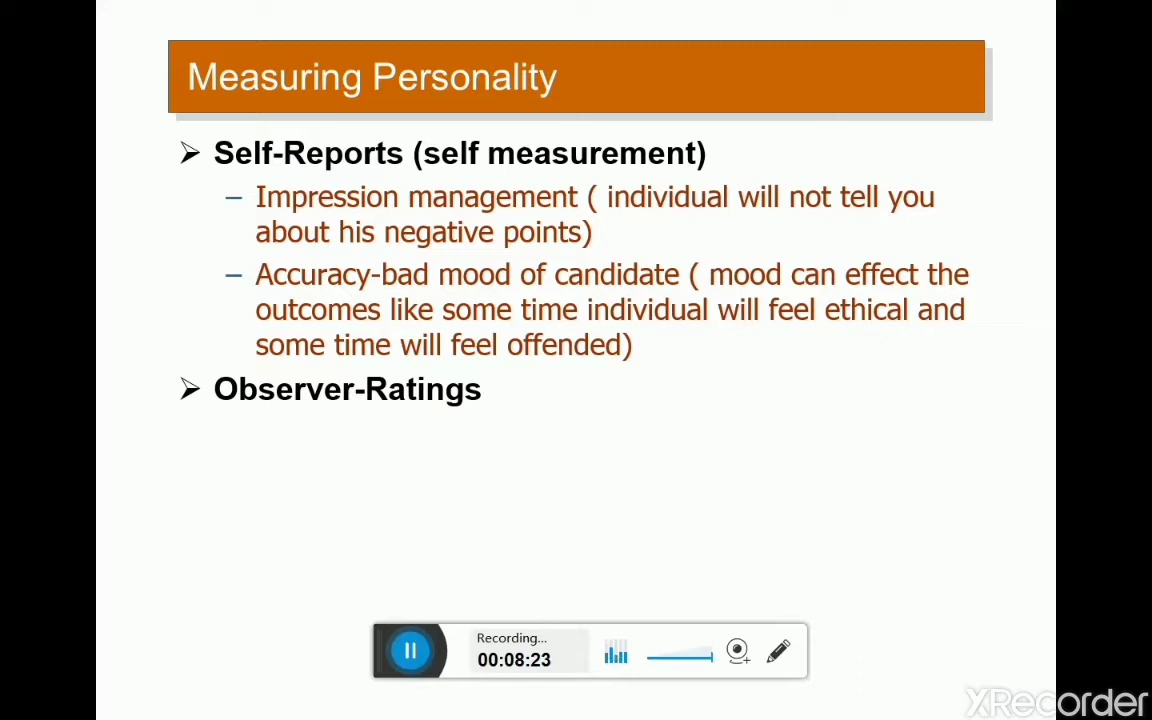 Measuring Personality
Self-Reports (self measurement)
– Impression management ( individual will not tell you
about his negative points)
– Accuracy-bad mood of candidate ( mood can effect the
outcomes like some time individual will feel ethical and
some time will feel offended)
Observer-Ratings
Recording...
00:08:23
XRecorder